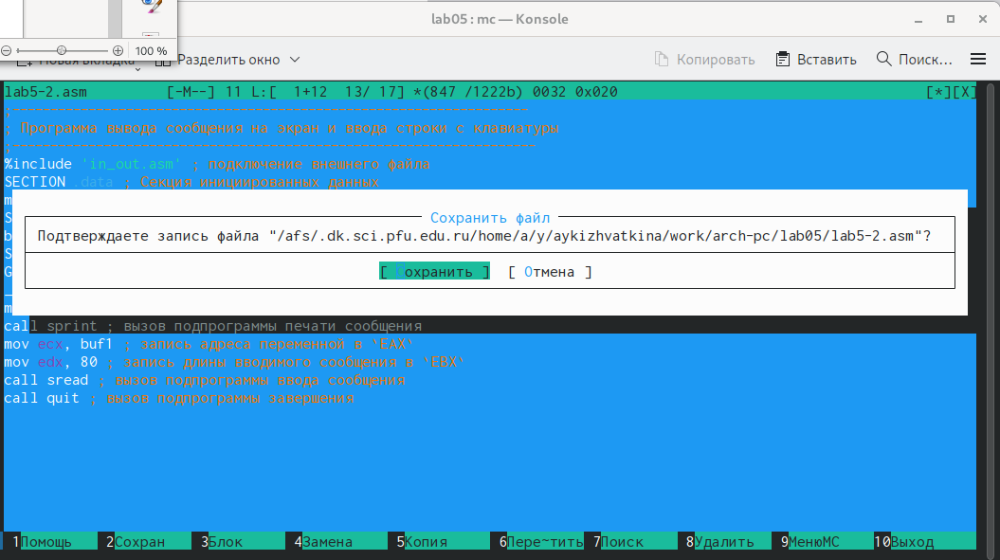 lab05 : mc — Konsole
100 %
Новая вкладка
Разделить окно
Копировать
Вставить
Поиск...
lab5-2.asm [-M--] 11 L:[ 1+12 13/ 17] *(847 /1222b) 0032 0x020 [*][X]
;--------------------------------------------------------------
; Программа вывода сообщения на экран и ввода строки с клавиатуры
;---------------------------------------------------------------
%include 'in_out.asm' ; подключение внешнего файла
SECTION .data ; Секция инициированных данных
m
S
Сохранить файл
b
Подтверждаете запись файла "/afs/.dk.sci.pfu.edu.ru/home/a/y/aykizhvatkina/work/arch-pc/lab05/lab5-2.asm"?
S
G
[ Сохранить ] [ Отмена ]
_
m
call sprint ; вызов подпрограммы печати сообщения
mov ecx, buf1 ; запись адреса переменной в `EAX`
mov edx, 80 ; запись длины вводимого сообщения в `EBX`
call sread ; вызов подпрограммы ввода сообщения
call quit ; вызов подпрограммы завершения
1Помощь 2Сохран 3Блок 4Замена 5Копия 6Пере~тить 7Поиск 8Удалить 9МенюМС 10Выход